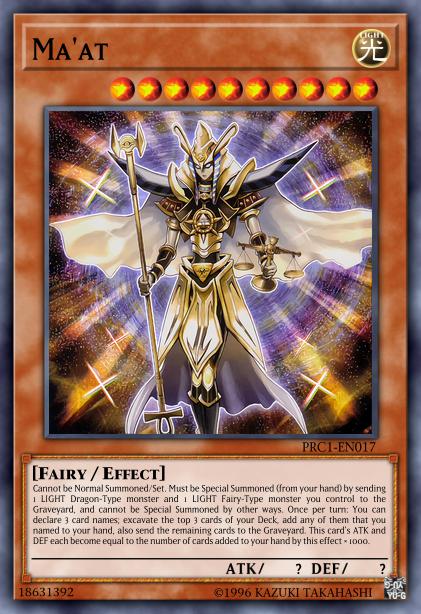 Ma'at
LIGHT
光
PRC1-EN017
[Fairy / Effect]
Cannot be Normal Summoned/Set. Must be Special Summoned (from your hand) by sending
1 LIGHT Dragon-Type monster and 1 LIGHT Fairy-Type monster you control to the
Graveyard, and cannot be Special Summoned by other ways. Once per turn: You can
declare 3 card names; excavate the top 3 cards of your Deck, add any of them that you
named to your hand, also send the remaining cards to the Graveyard. This card's ATK and
DEF each become equal to the number of cards added to your hand by this effect × 1000.
ATK/ ? DEF/ ?
18631392
©1996 KAZUKI TAKAHASHI